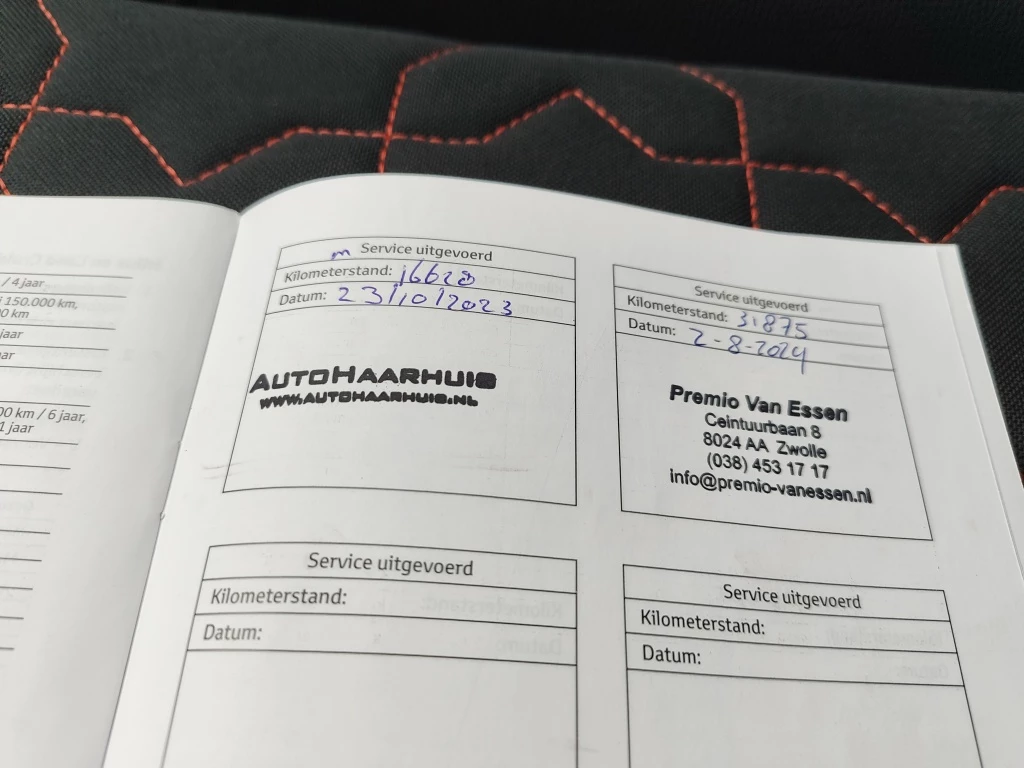 / 4 jaar
150.000 km,
00 km
jaar
aar
00 km / 6 jaar,
1 jaar
Service uitgevoerd
Kilometerstand: 16628
Datum: 23/10/2023
AUTOHAARHUIS
WWW.AUTOHAARHUIS.NL
Service uitgevoerd
Kilometerstand: 31875
Datum: 2-8-2024
Premio Van Essen
Ceintuurbaan 8
8024 AA Zwolle
(038) 453 17 17
info@premio-vanessen.nl
Service uitgevoerd
Kilometerstand:
Datum:
Service uitgevoerd
Kilometerstand:
Datum: